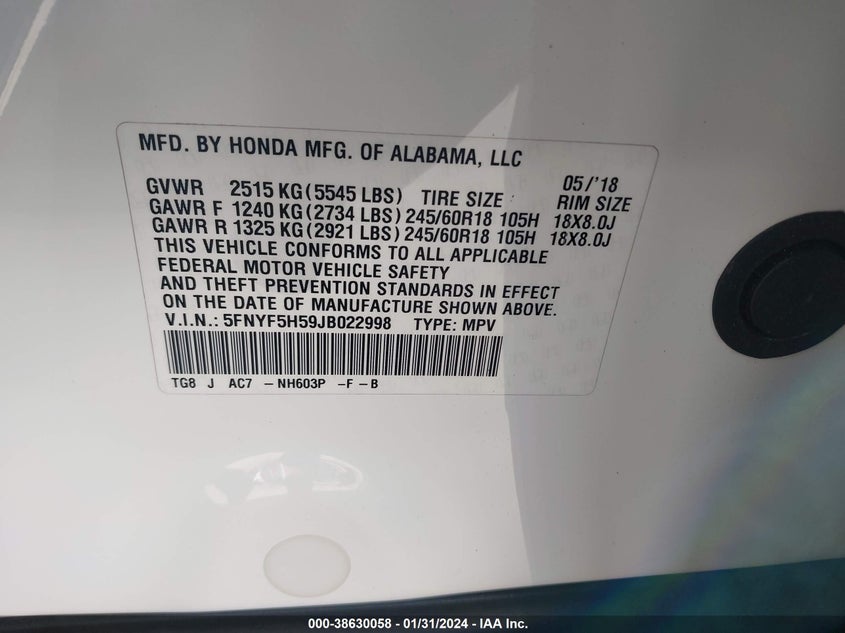 MFD. BY HONDA MFG. OF ALABAMA, LLC
05/'18
GVWR 2515 KG (5545 LBS) TIRE SIZE RIM SIZE
GAWR F 1240 KG (2734 LBS) 245/60R18 105H 18X8.0J
GAWR R 1325 KG (2921 LBS) 245/60R18 105H 18X8.0J
THIS VEHICLE CONFORMS TO ALL APPLICABLE
FEDERAL MOTOR VEHICLE SAFETY
AND THEFT PREVENTION STANDARDS IN EFFECT
ON THE DATE OF MANUFACTURE SHOWN ABOVE.
V.I.N.: 5FNYF5H59JB022998 TYPE: MPV
TG8 J AC7 - NH603P - F - B
000-38630058 - 01/31/2024 - IAA Inc.